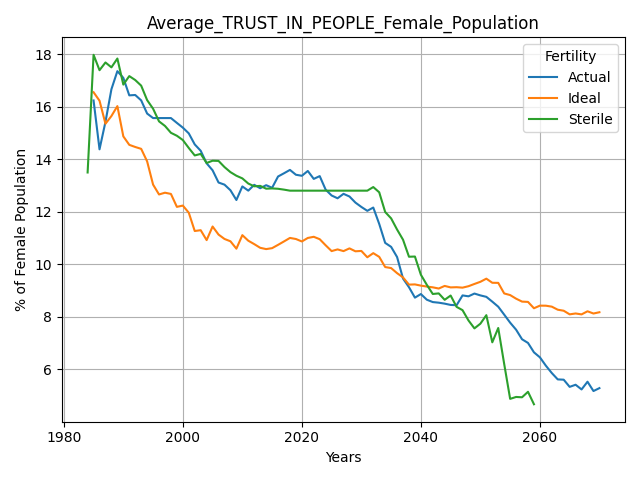 Average_TRUST_IN_PEOPLE_Female_Population
% of Female Population
18
16
14
12
10
8
6
1980
2000
2020
2040
2060
Years
Fertility
Actual
Ideal
Sterile